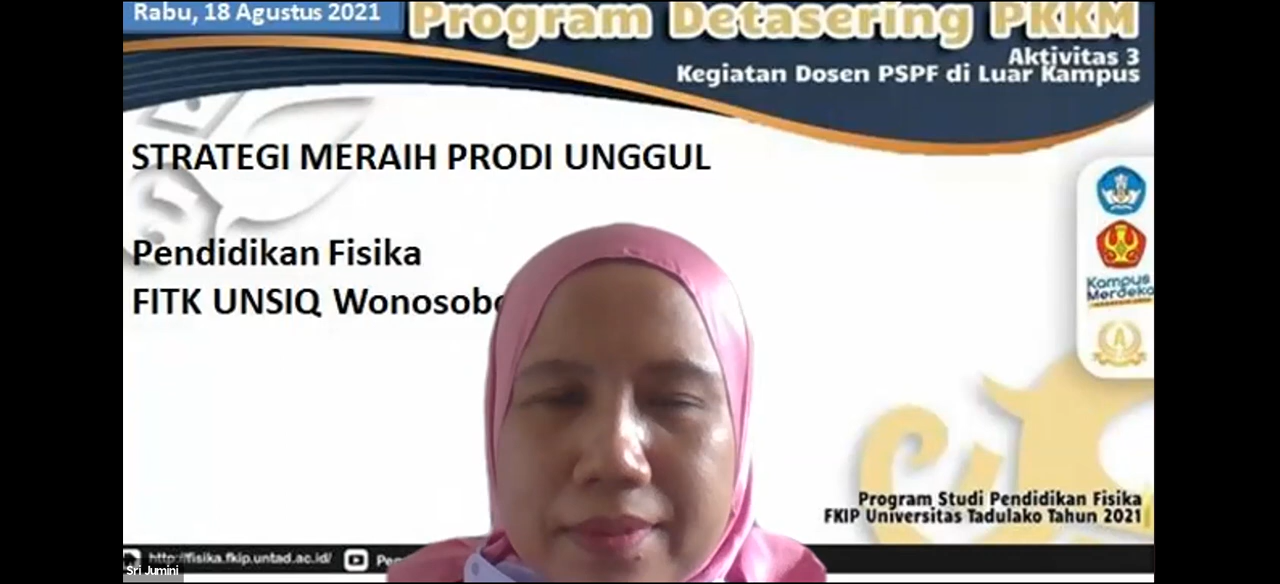 Rabu, 18 Agustus 2021
Program Detasering PKKM
Aktivitas 3
Kegiatan Dosen PSPF di Luar Kampus
STRATEGI MERAIH PRODI UNGGUL
Pendidikan Fisika
FITK UNSIQ Wonosobo
Kampus
Merdeka
Program Studi Pendidikan Fisika
FKIP Universitas Tadulako Tahun 2021
http://fisika.fkip.untad.ac.id/
Sri Jumini